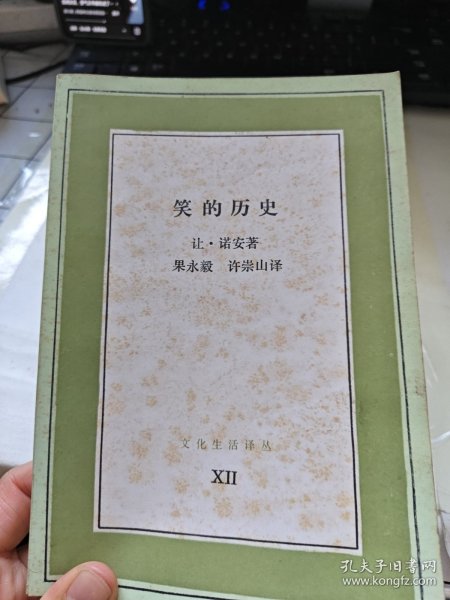 笑的历史
让·诺安著
果永毅 许崇山译
文化生活译丛
XII
孔夫子旧书网
www.kongfz.com